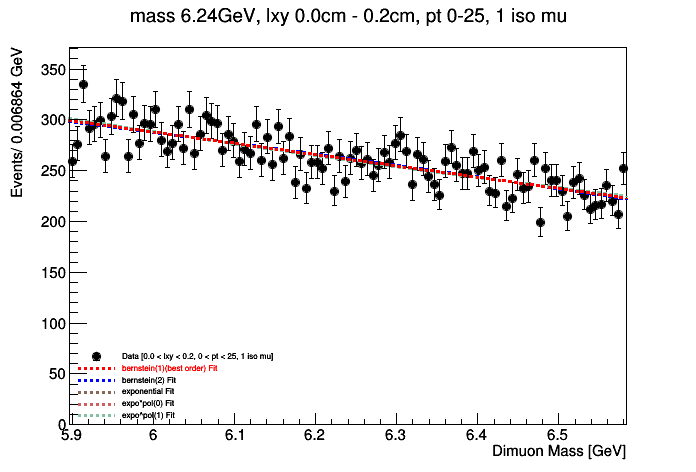 mass 6.24GeV, lxy 0.0cm - 0.2cm, pt 0-25, 1 iso mu
Events/ 0.006864 GeV
350
300
250
200
150
100
50
0
Data [0.0 < lxy < 0.2, 0 < pt < 25, 1 iso mu]
bernstein(1)(best order) Fit
bernstein(2) Fit
exponential Fit
expo*pol(0) Fit
expo*pol(1) Fit
5.9 6 6.1 6.2 6.3 6.4 6.5
Dimuon Mass [GeV]